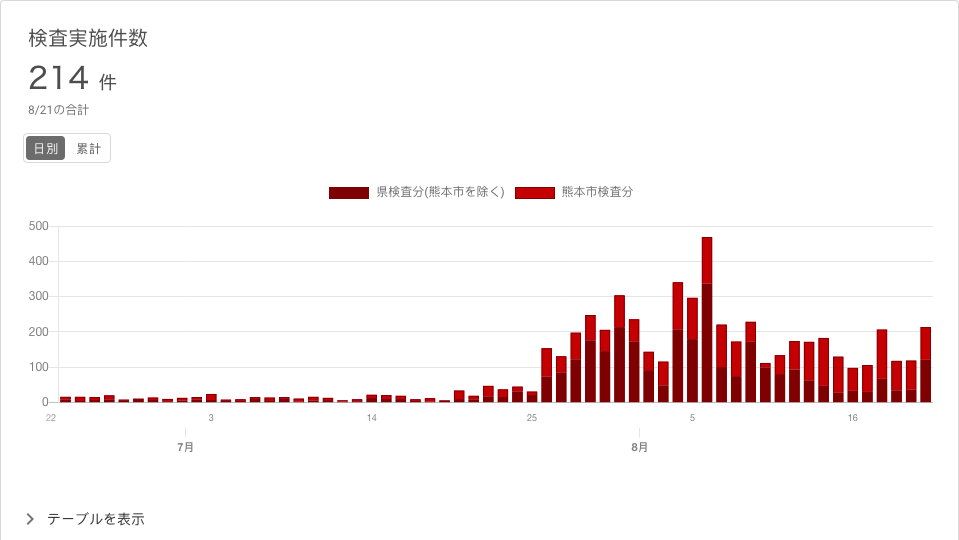 検査実施件数
214 件
8/21の合計
日別 累計
県検査分(熊本市を除く) 熊本市検査分
500
400
300
200
100
0
22 3 14 25 5 16
7月 8月
テーブルを表示